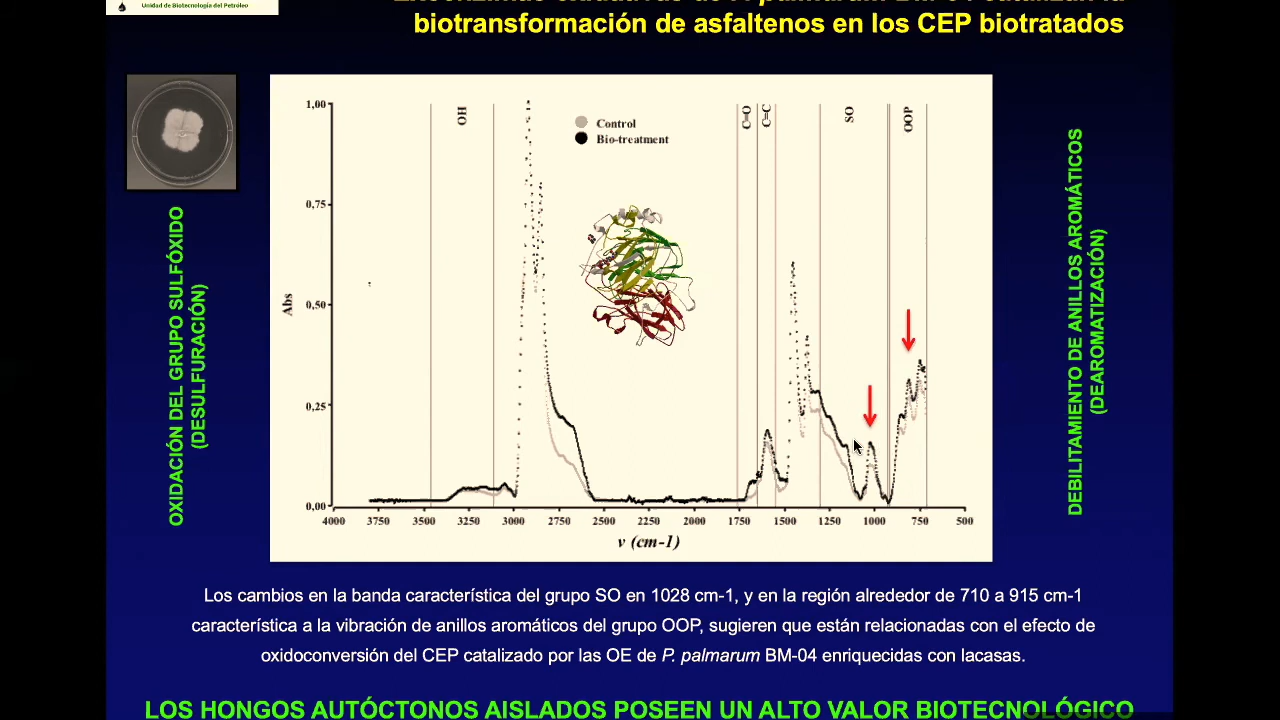 Unidad de Biotecnología del Petróleo
biotransformación de asfaltenos en los CEP biotratados
OXIDACIÓN DEL GRUPO SULFÓXIDO
(DESULFURACIÓN)
1,00
0,75
0,50
0,25
0,00
Abs
OH
C=O
C=C
SO
OOP
Control
Bio-treatment
4000 3750 3500 3250 3000 2750 2500 2250 2000 1750 1500 1250 1000 750 500
ν (cm-1)
DEBILITAMIENTO DE ANILLOS AROMÁTICOS
(DEAROMATIZACIÓN)
Los cambios en la banda característica del grupo SO en 1028 cm-1, y en la región alrededor de 710 a 915 cm-1
característica a la vibración de anillos aromáticos del grupo OOP, sugieren que están relacionadas con el efecto de
oxidoconversión del CEP catalizado por las OE de P. palmarum BM-04 enriquecidas con lacasas.
LOS HONGOS AUTÓCTONOS AISLADOS POSEEN UN ALTO VALOR BIOTECNOLÓGICO